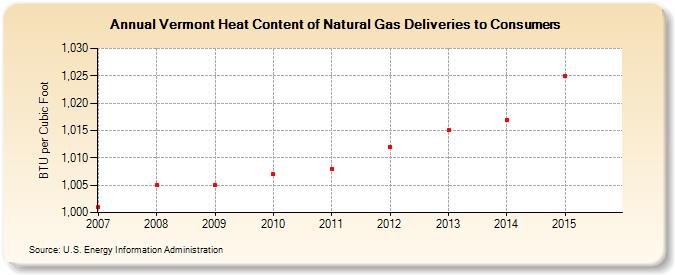 Annual Vermont Heat Content of Natural Gas Deliveries to Consumers
BTU per Cubic Foot
1,030
1,025
1,020
1,015
1,010
1,005
1,000
2007 2008 2009 2010 2011 2012 2013 2014 2015
Source: U.S. Energy Information Administration